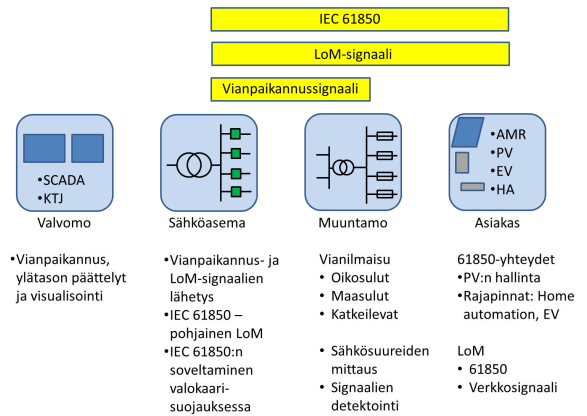 IEC 61850
LoM-signaali
Vianpaikannussignaali
•SCADA
•KTJ
•AMR
•PV
•EV
•HA
Valvomo
Sähköasema
Muuntamo
Asiakas
•Vianpaikannus,
ylätason päättelyt
ja visualisointi
•Vianpaikannus- ja
LoM-signaalien
lähetys
•IEC 61850 –
pohjainen LoM
•IEC 61850:n
soveltaminen
valokaari-
suojauksessa
Vianilmaisu
• Oikosulut
• Maasulut
• Katkeilevat
• Sähkösuureiden
mittaus
• Signaalien
detektointi
61850-yhteydet
•PV:n hallinta
•Rajapinnat: Home
automation, EV
LoM
• 61850
• Verkkosignaali